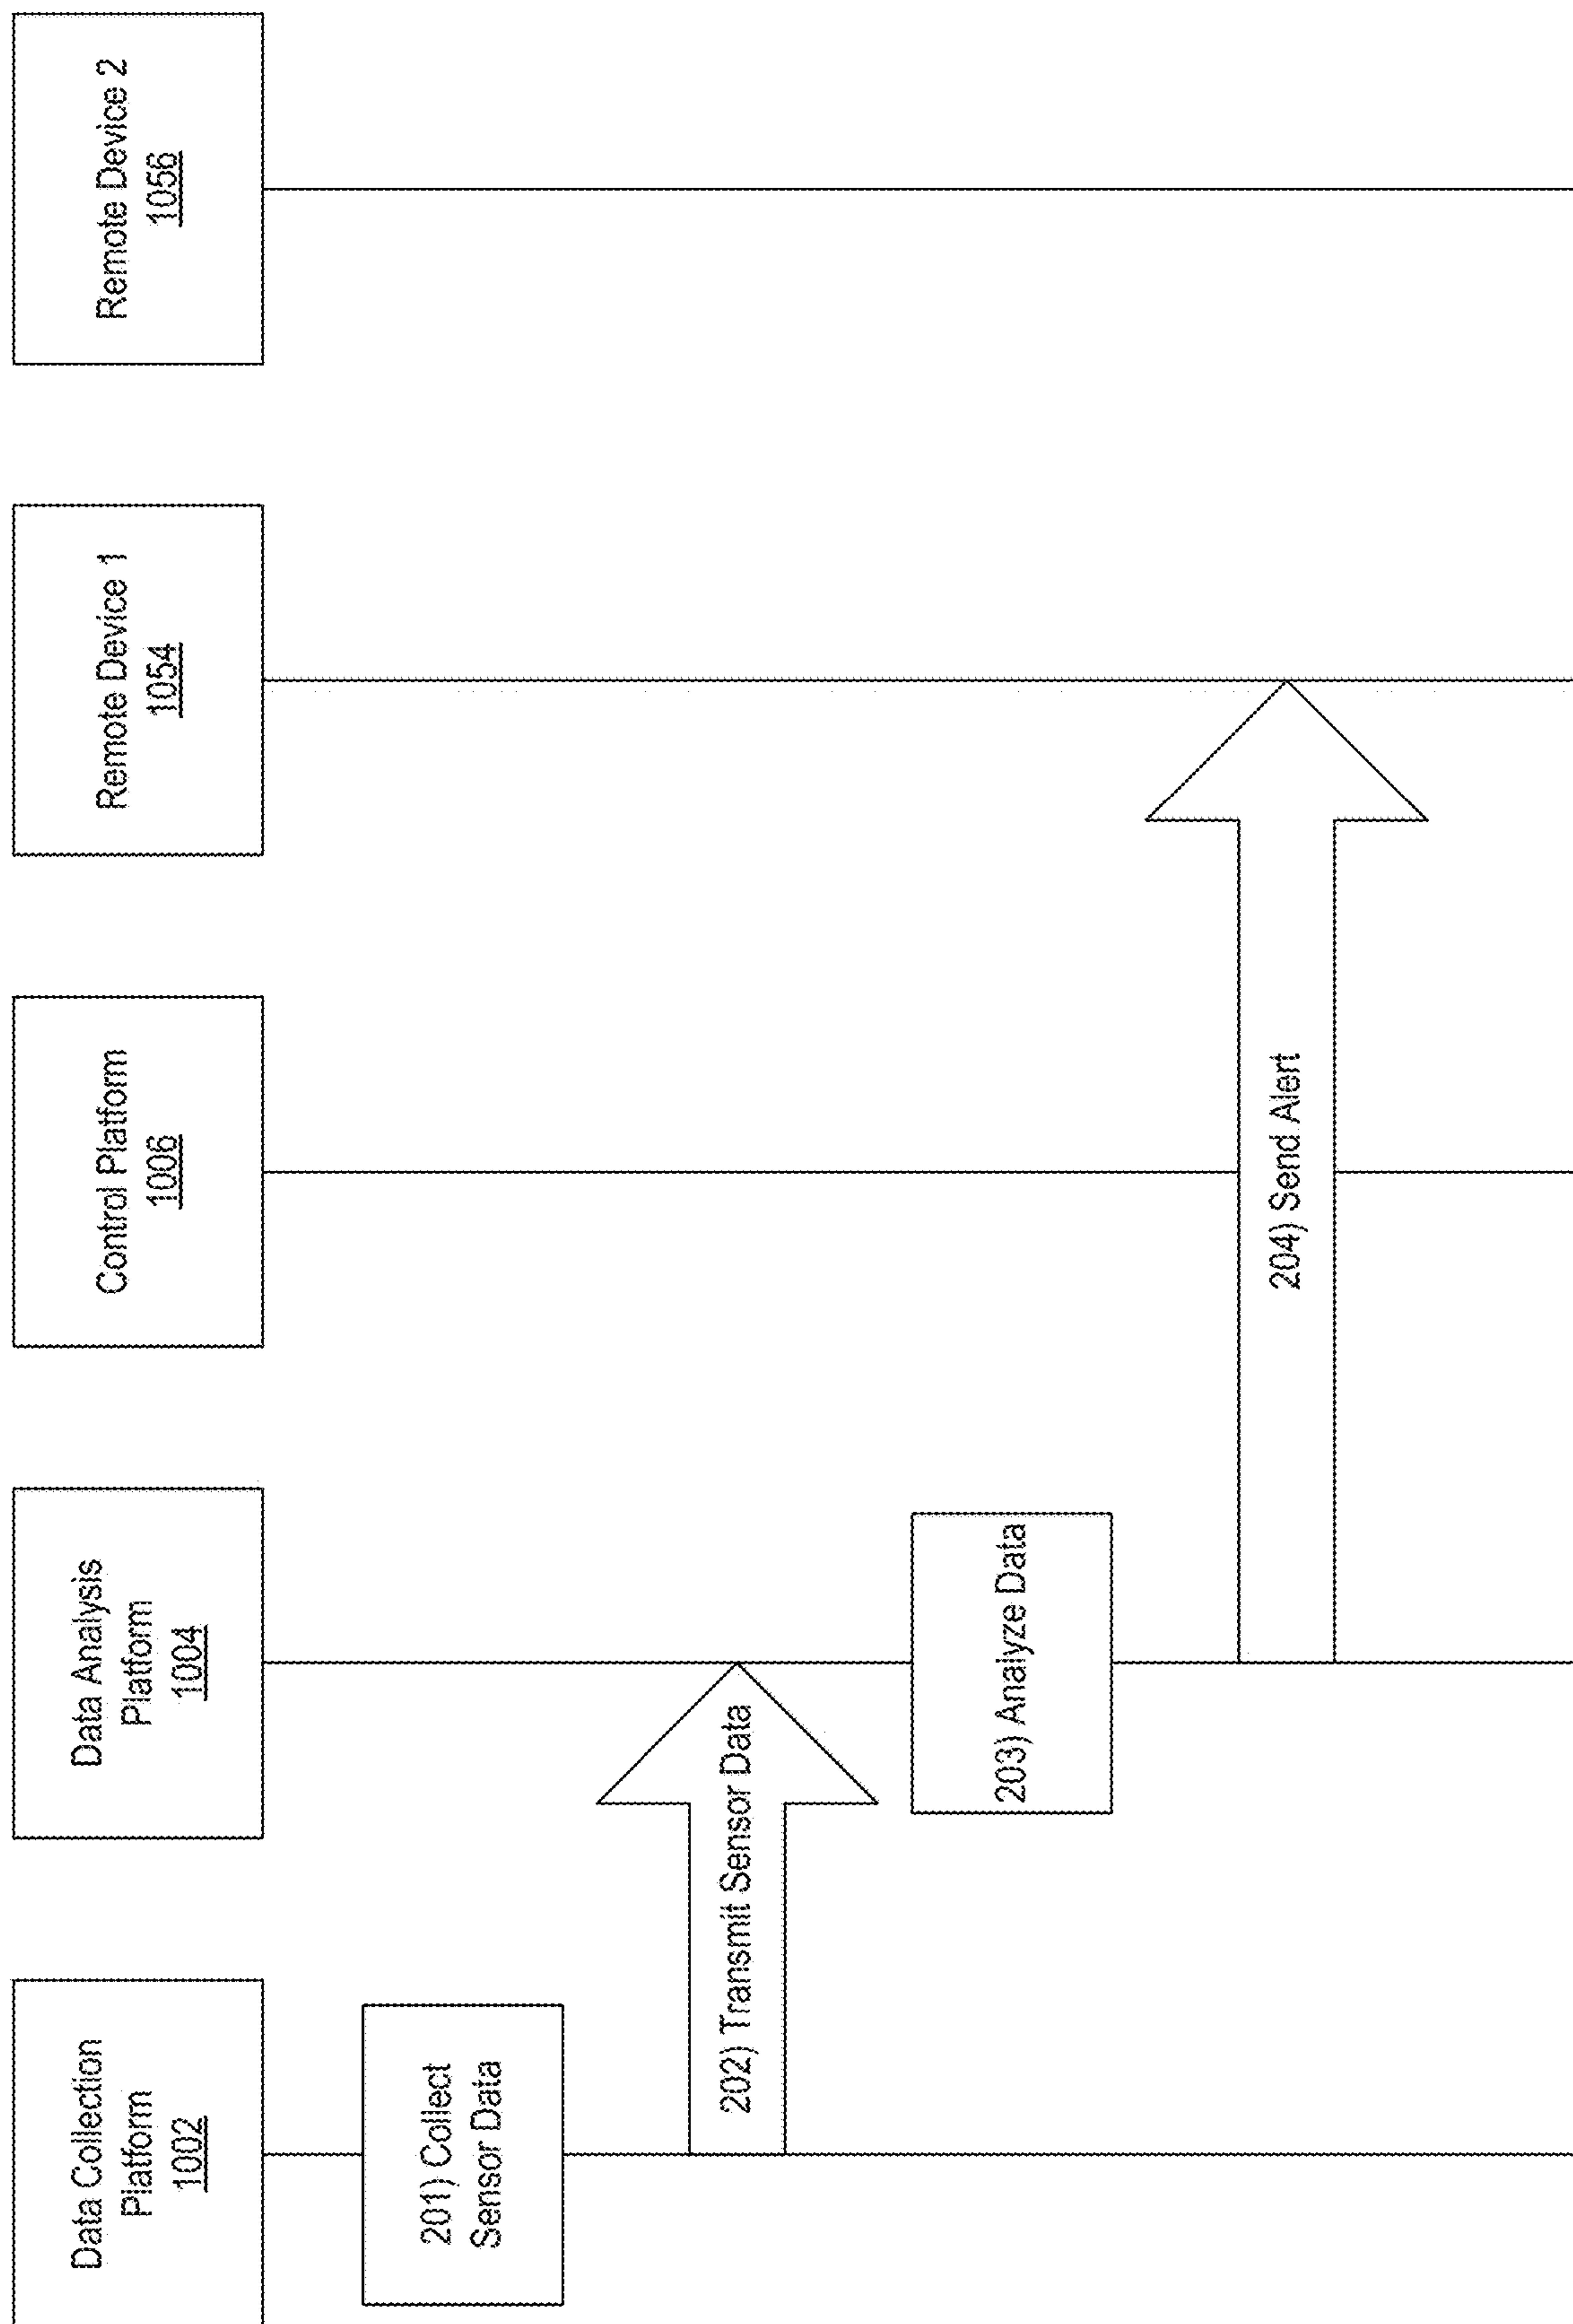 Data Collection
Platform
1002
Data Analysis
Platform
1004
Control Platform
1006
Remote Device 1
1054
Remote Device 2
1056
201) Collect
Sensor Data
202) Transmit Sensor Data
203) Analyze Data
204) Send Alert